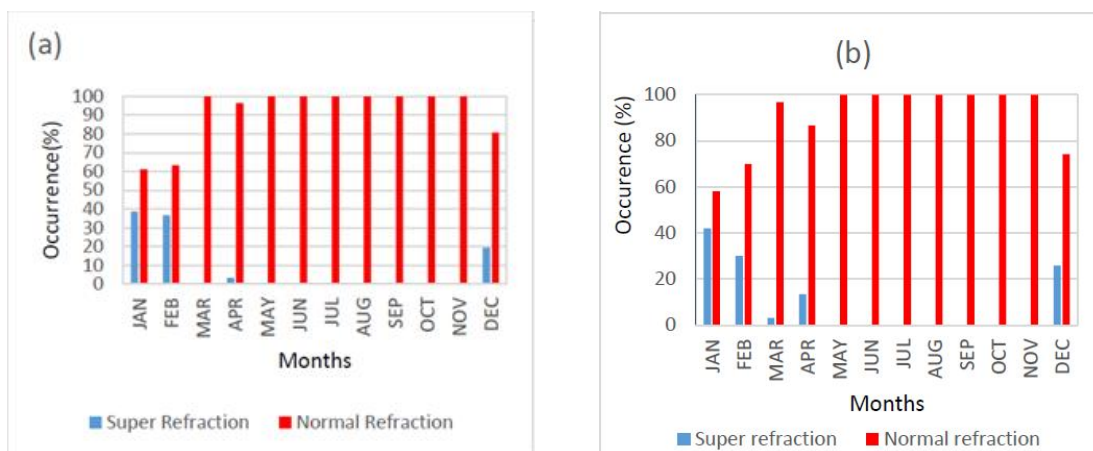 (a)
Occurrence(%)
100
90
80
70
60
50
40
30
20
10
0
JAN
FEB
MAR
APR
MAY
JUN
JUL
AUG
SEP
OCT
NOV
DEC
Months
Super Refraction Normal Refraction
(b)
Occurence (%)
100
80
60
40
20
0
JAN
FEB
MAR
APR
MAY
JUN
JUL
AUG
SEP
OCT
NOV
DEC
Months
Super refraction Normal refraction